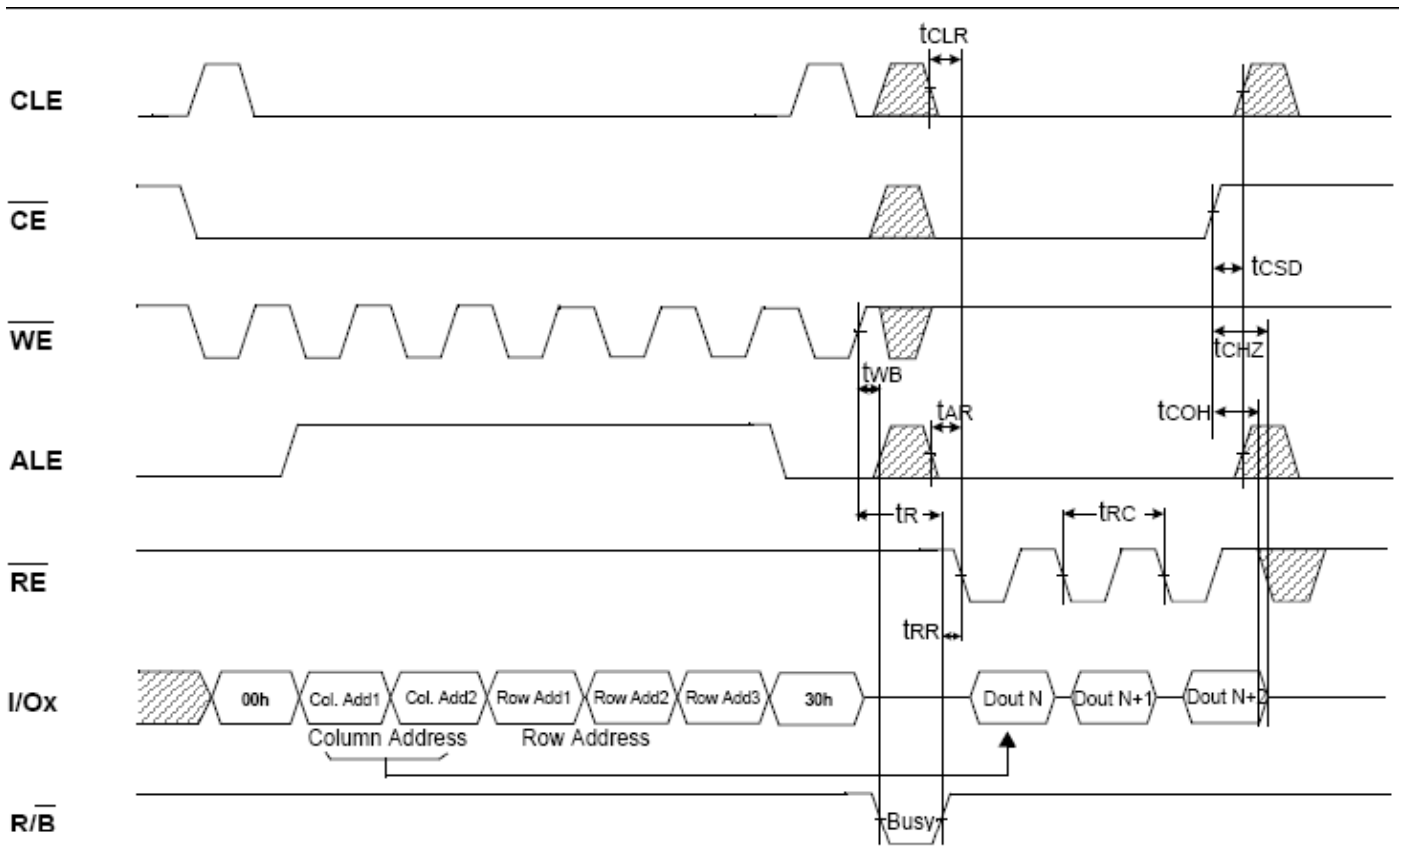 tCLR
CLE
CE
tCSD
WE
tCHZ
tWB
tAR
tCOH
ALE
tR
tRC
RE
tRR
I/Ox 00h Col. Add1 Col. Add2 Row Add1 Row Add2 Row Add3 30h Dout N Dout N+1 Dout N+2
Column Address Row Address
R/B Busy